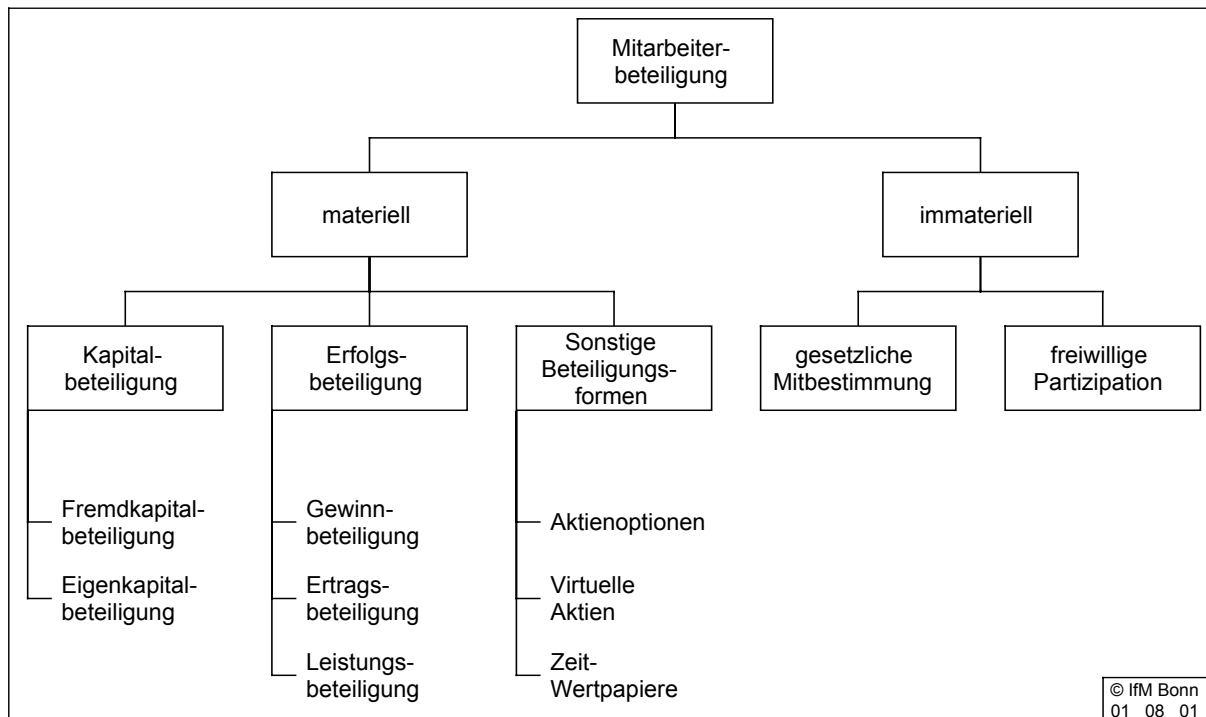 Mitarbeiter-
beteiligung
materiell
immateriell
Kapital-
beteiligung
Erfolgs-
beteiligung
Sonstige
Beteiligungs-
formen
gesetzliche
Mitbestimmung
freiwillige
Partizipation
Fremdkapital-
beteiligung
Eigenkapital-
beteiligung
Gewinn-
beteiligung
Ertrags-
beteiligung
Leistungs-
beteiligung
Aktienoptionen
Virtuelle
Aktien
Zeit-
Wertpapiere
© IfM Bonn
01 08 01